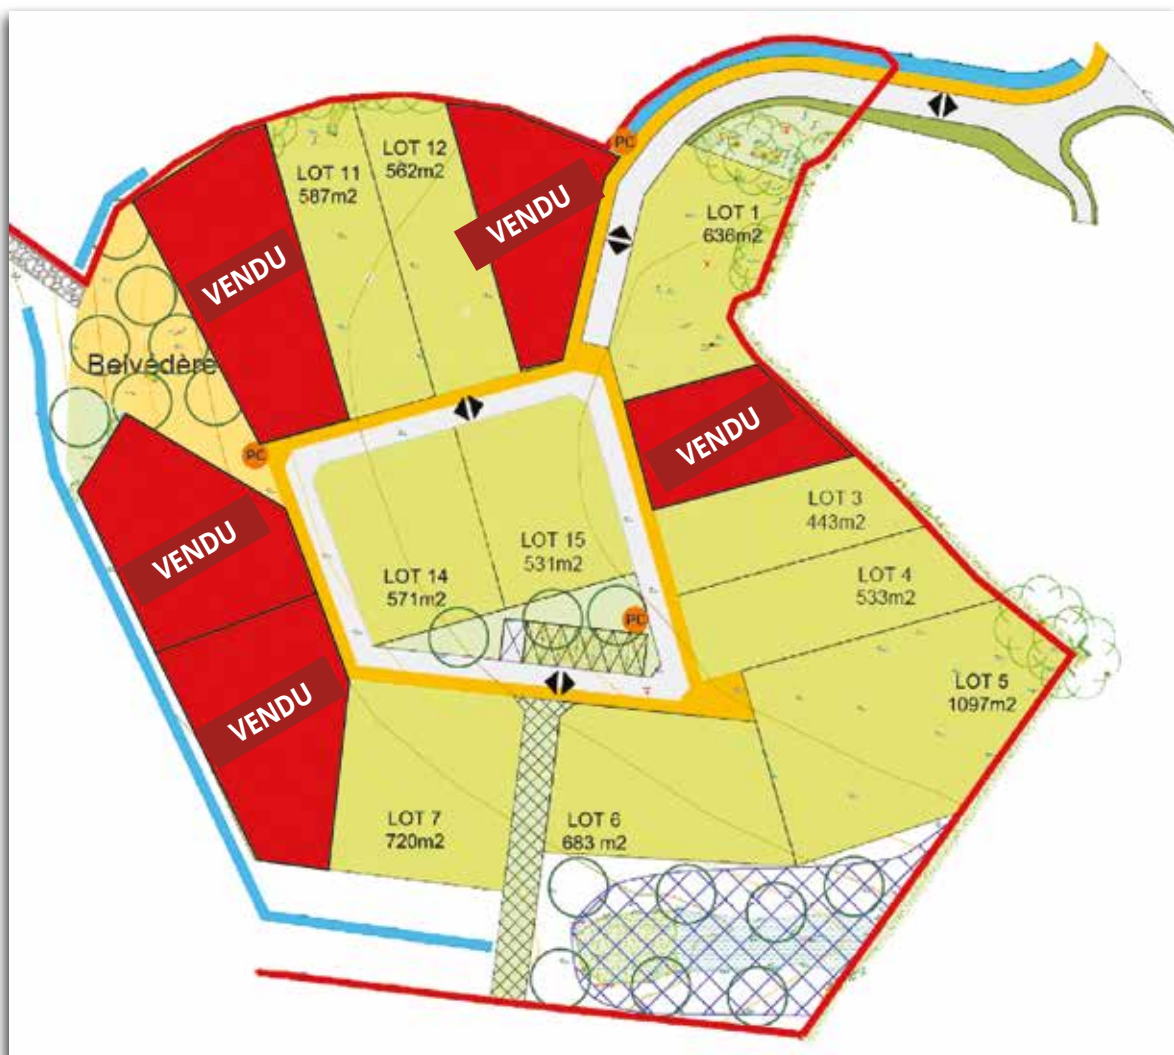 PC
LOT 12
562m2
LOT 11
587m2
VENDU
LOT 1
636m2
VENDU
Belvédère
VENDU
PC
LOT 3
443m2
VENDU
LOT 15
531m2
LOT 14
571m2
LOT 4
533m2
PC
LOT 5
1097m2
VENDU
LOT 7
720m2
LOT 6
683 m2